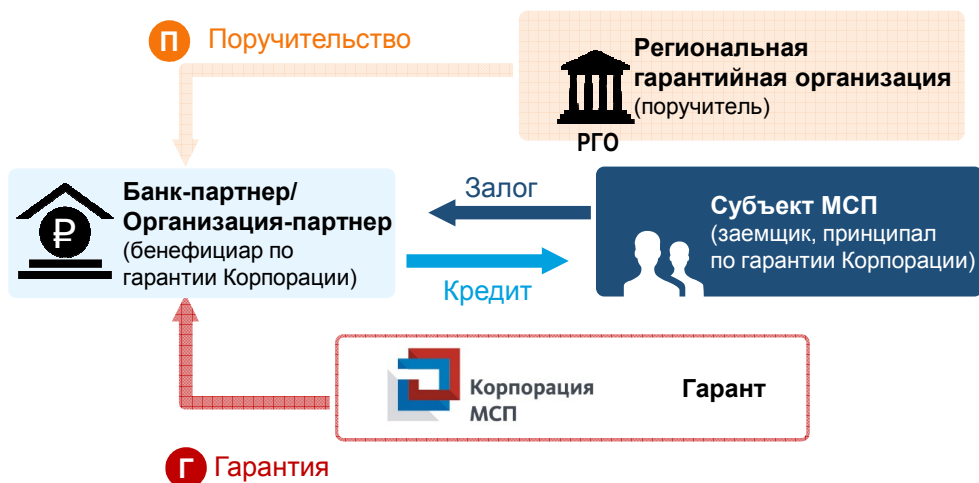 П Поручительство
Региональная
гарантийная организация
(поручитель)
РГО
Банк-партнер/
Организация-партнер
(бенефициар по
гарантии Корпорации)
₽
Залог
Кредит
Субъект МСП
(заемщик, принципал
по гарантии Корпорации)
Корпорация
МСП
Гарант
Г Гарантия